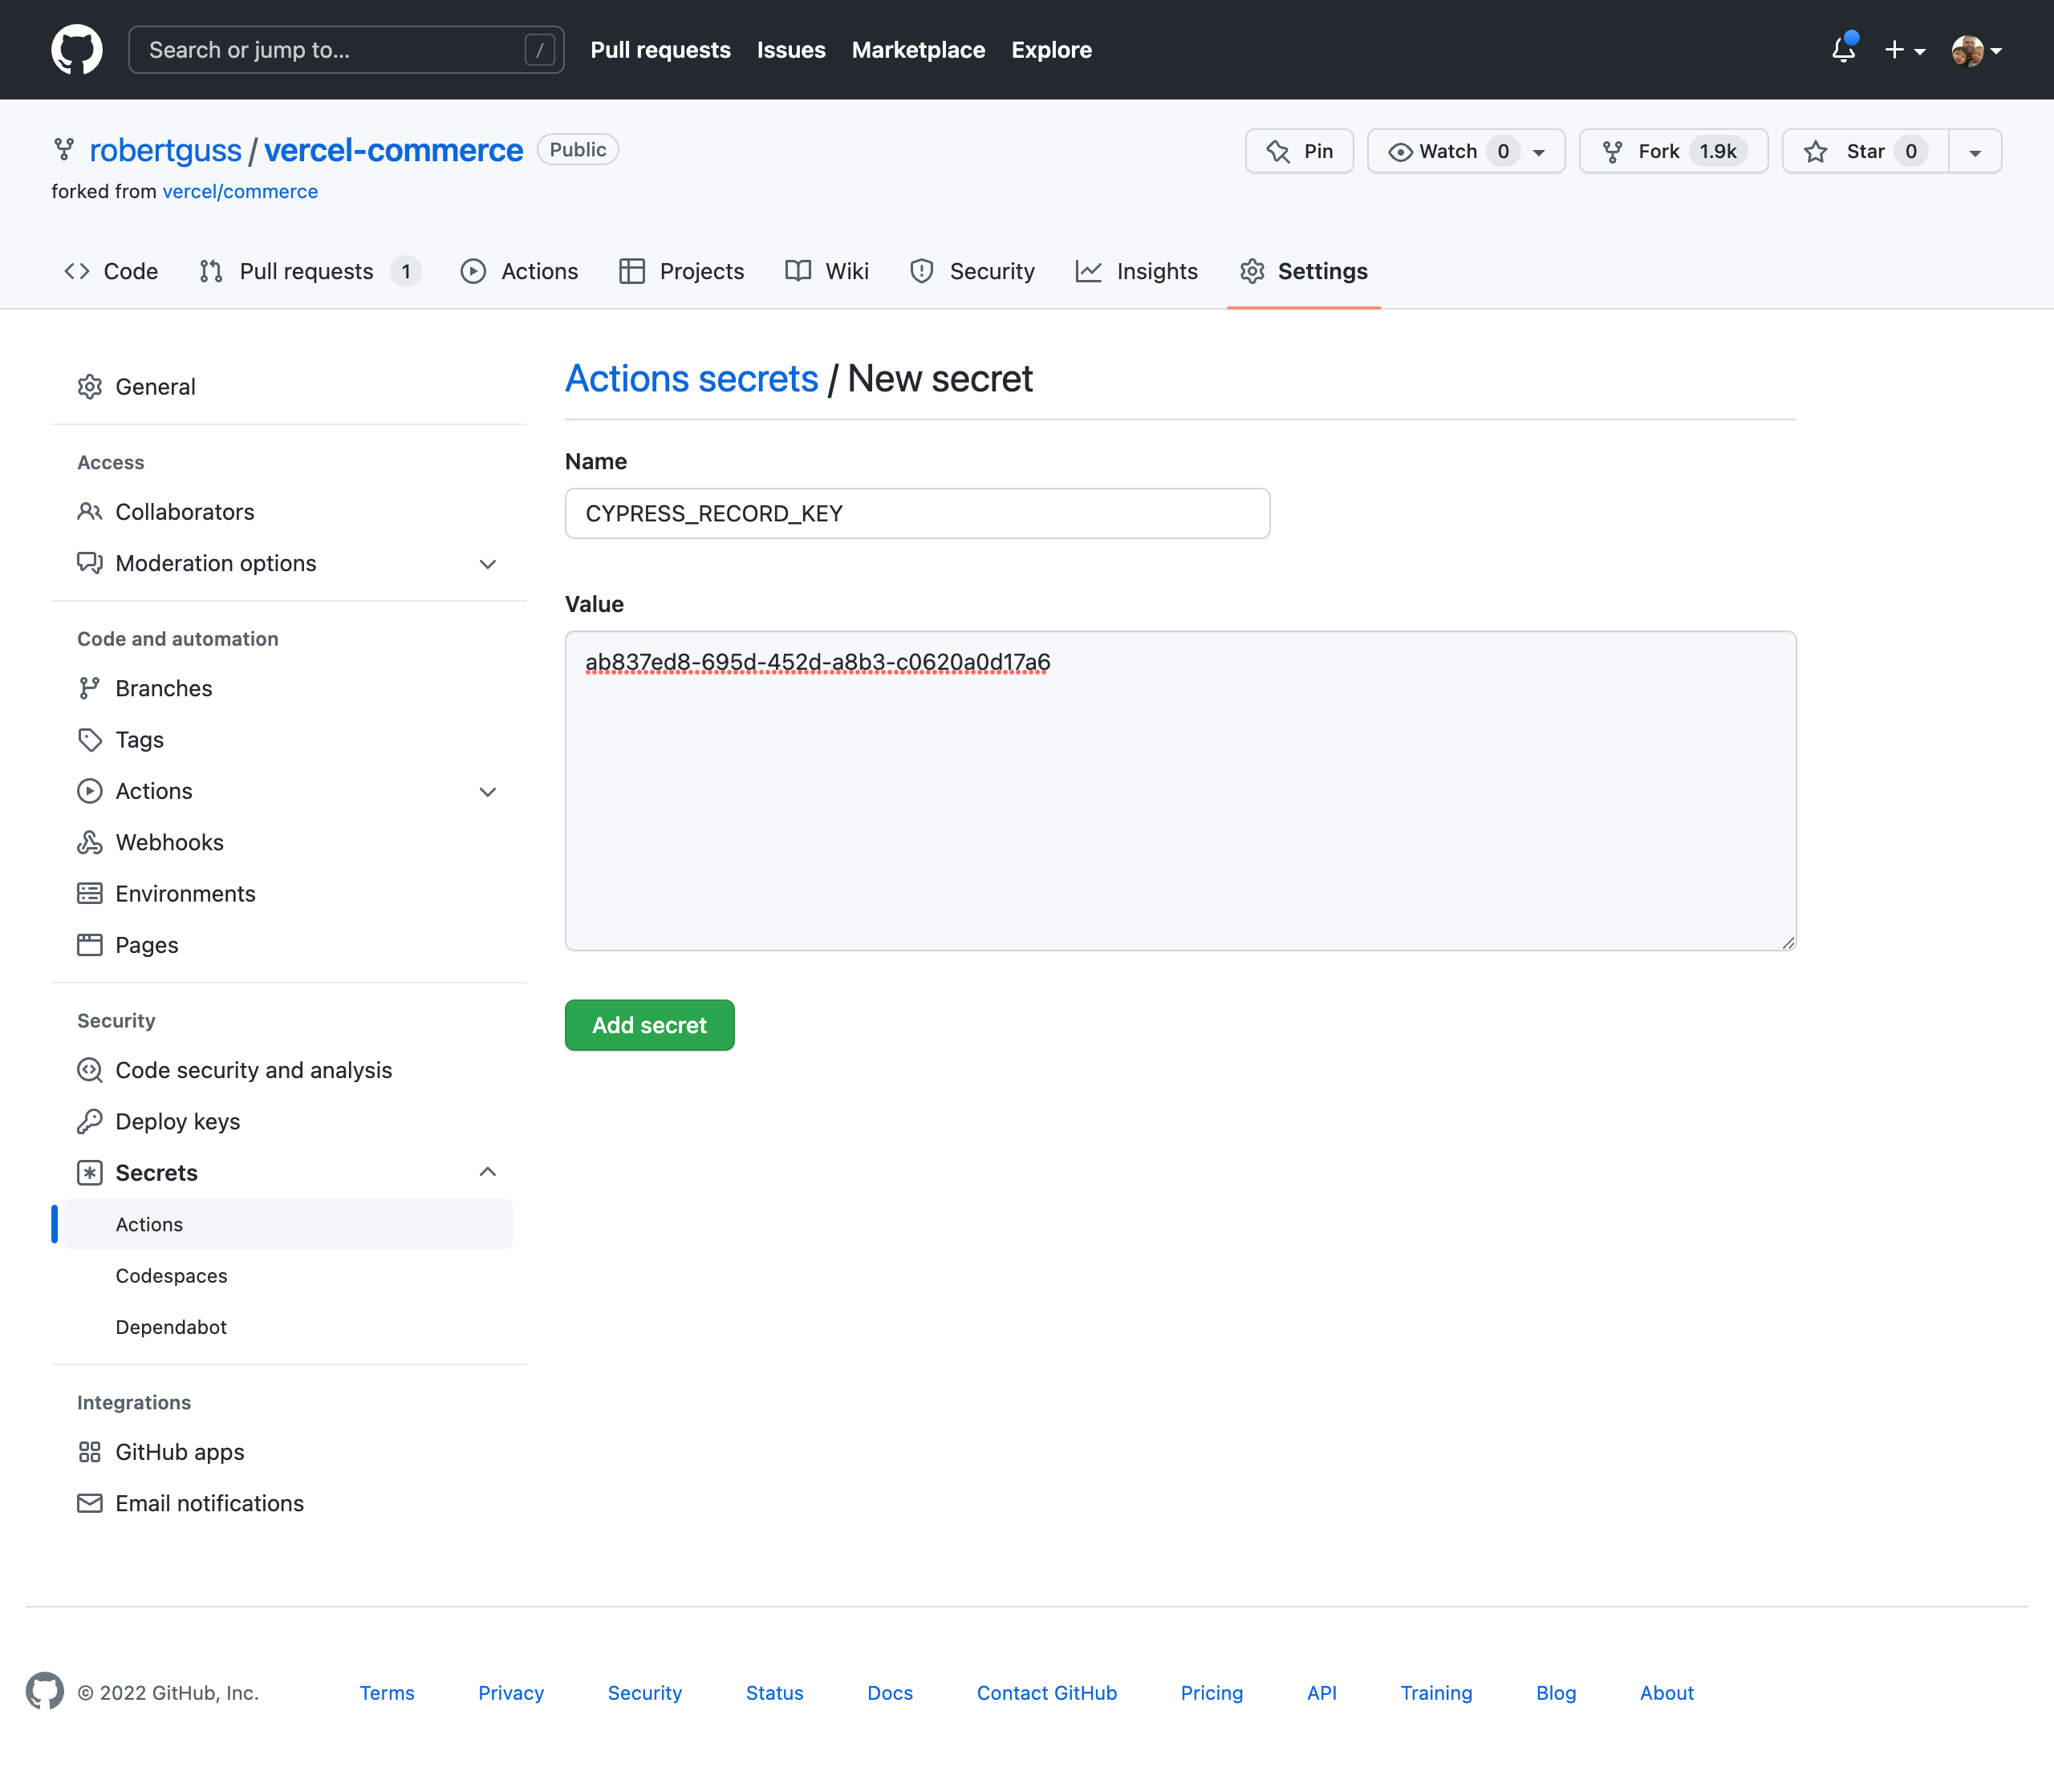 Search or jump to... /
Pull requests Issues Marketplace Explore
robertguss / vercel-commerce Public
Pin Watch 0 Fork 1.9k Star 0
forked from vercel/commerce
Code Pull requests 1 Actions Projects Wiki Security Insights Settings
General
Access
Collaborators
Moderation options
Code and automation
Branches
Tags
Actions
Webhooks
Environments
Pages
Security
Code security and analysis
Deploy keys
Secrets
Actions
Codespaces
Dependabot
Integrations
GitHub apps
Email notifications
Actions secrets / New secret
Name
CYPRESS_RECORD_KEY
Value
ab837ed8-695d-452d-a8b3-c0620a0d17a6
Add secret
© 2022 GitHub, Inc. Terms Privacy Security Status Docs Contact GitHub Pricing API Training Blog About